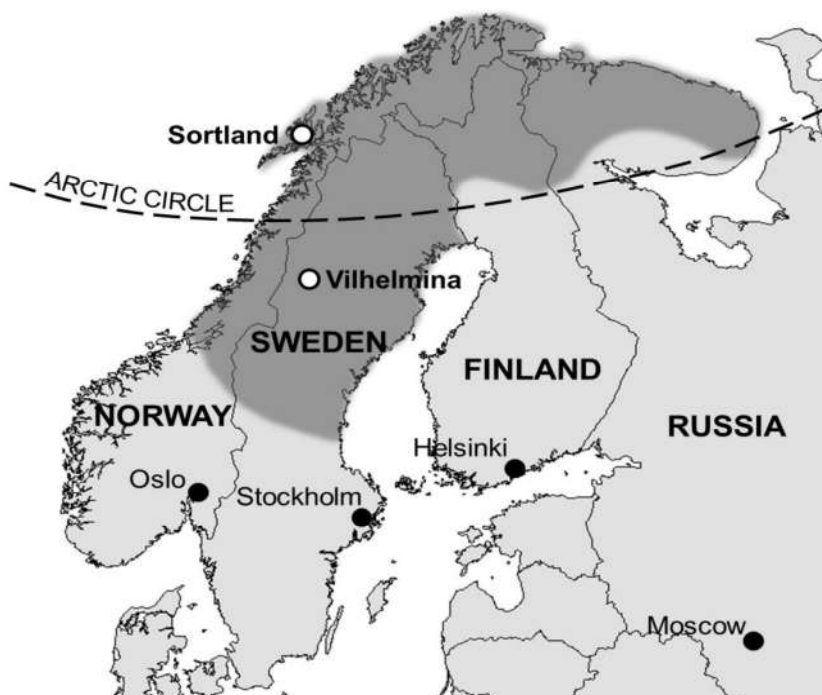 Sortland
ARCTIC CIRCLE
Vilhelmina
SWEDEN
FINLAND
NORWAY
RUSSIA
Helsinki
Oslo
Stockholm
Moscow